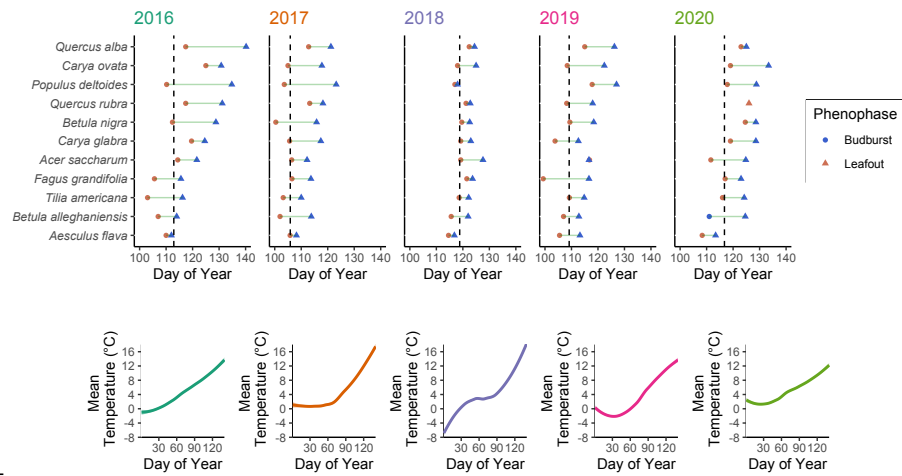 2016 2017 2018 2019 2020
Quercus alba
Carya ovata
Populus deltoides
Quercus rubra
Betula nigra
Carya glabra
Acer saccharum
Fagus grandifolia
Tilia americana
Betula alleghaniensis
Aesculus flava
Phenophase
Budburst
Leafout
100 110 120 130 140 100 110 120 130 140 100 110 120 130 140 100 110 120 130 140 100 110 120 130 140
Day of Year Day of Year Day of Year Day of Year Day of Year
Mean Temperature (°C) Mean Temperature (°C) Mean Temperature (°C) Mean Temperature (°C) Mean Temperature (°C)
16 16 16 16 16
12 12 12 12 12
8 8 8 8 8
4 4 4 4 4
0 0 0 0 0
-4 -4 -4 -4 -4
-8 -8 -8 -8 -8
30 60 90 120 30 60 90 120 30 60 90 120 30 60 90 120 30 60 90 120
Day of Year Day of Year Day of Year Day of Year Day of Year